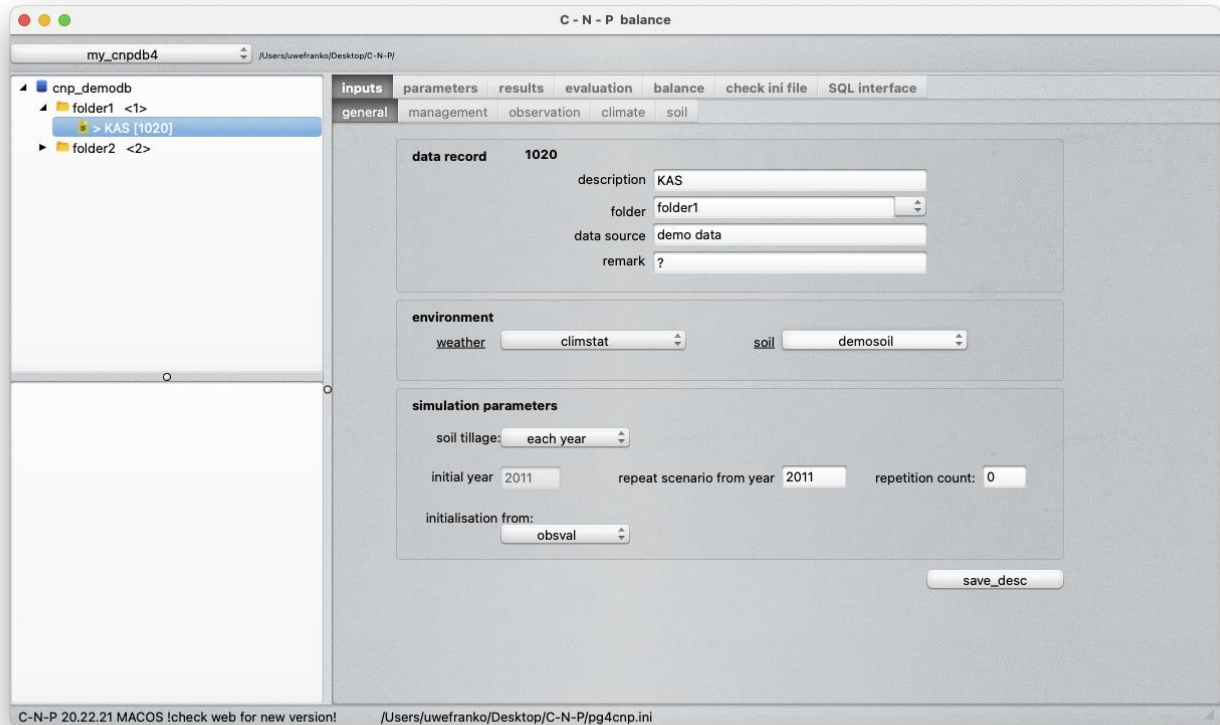 C - N - P balance
my_cnpdb4 /Users/uwefranko/Desktop/C-N-P/
cnp_demodb
folder1 <1>
> KAS [1020]
folder2 <2>
inputs parameters results evaluation balance check ini file SQL interface
general management observation climate soil
data record 1020
description KAS
folder folder1
data source demo data
remark ?
environment
weather climstat soil demosoil
simulation parameters
soil tillage: each year
initial year 2011 repeat scenario from year 2011 repetition count: 0
initialisation from:
obsval
save_desc
C-N-P 20.22.21 MACOS !check web for new version! /Users/uwefranko/Desktop/C-N-P/pg4cnp.ini